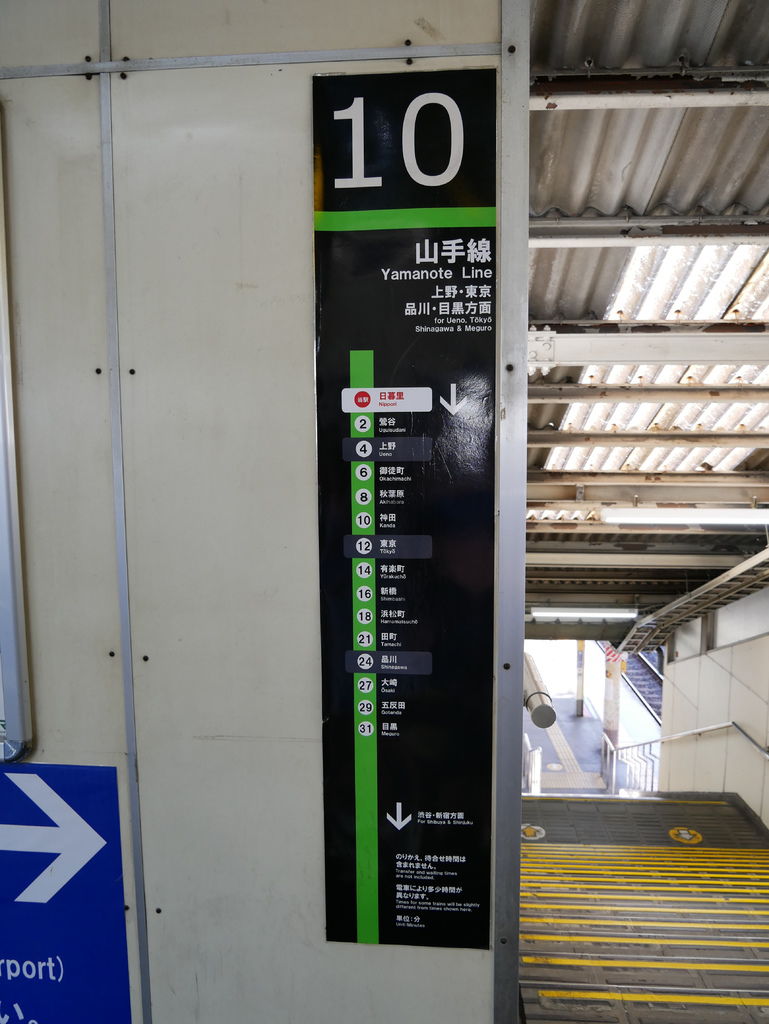 10
山手線
Yamanote Line
上野・東京
品川・目黒方面
for Ueno, Tōkyō
Shinagawa & Meguro
当駅 日暮里
Nippori
2 鶯谷
Uguisudani
4 上野
Ueno
6 御徒町
Okachimachi
8 秋葉原
Akihabara
10 神田
Kanda
12 東京
Tōkyō
14 有楽町
Yūrakuchō
16 新橋
Shimbashi
18 浜松町
Hamamatsuchō
21 田町
Tamachi
24 品川
Shinagawa
27 大崎
Ōsaki
29 五反田
Gotanda
31 目黒
Meguro
渋谷・新宿方面
For Shibuya & Shinjuku
のりかえ、待合せ時間は
含まれません。
Transfer and waiting times
are not included.
電車により多少時間が
異なります。
Times for some trains will be slightly
different from times shown here.
単位：分
Unit:Minutes
rport)
い。